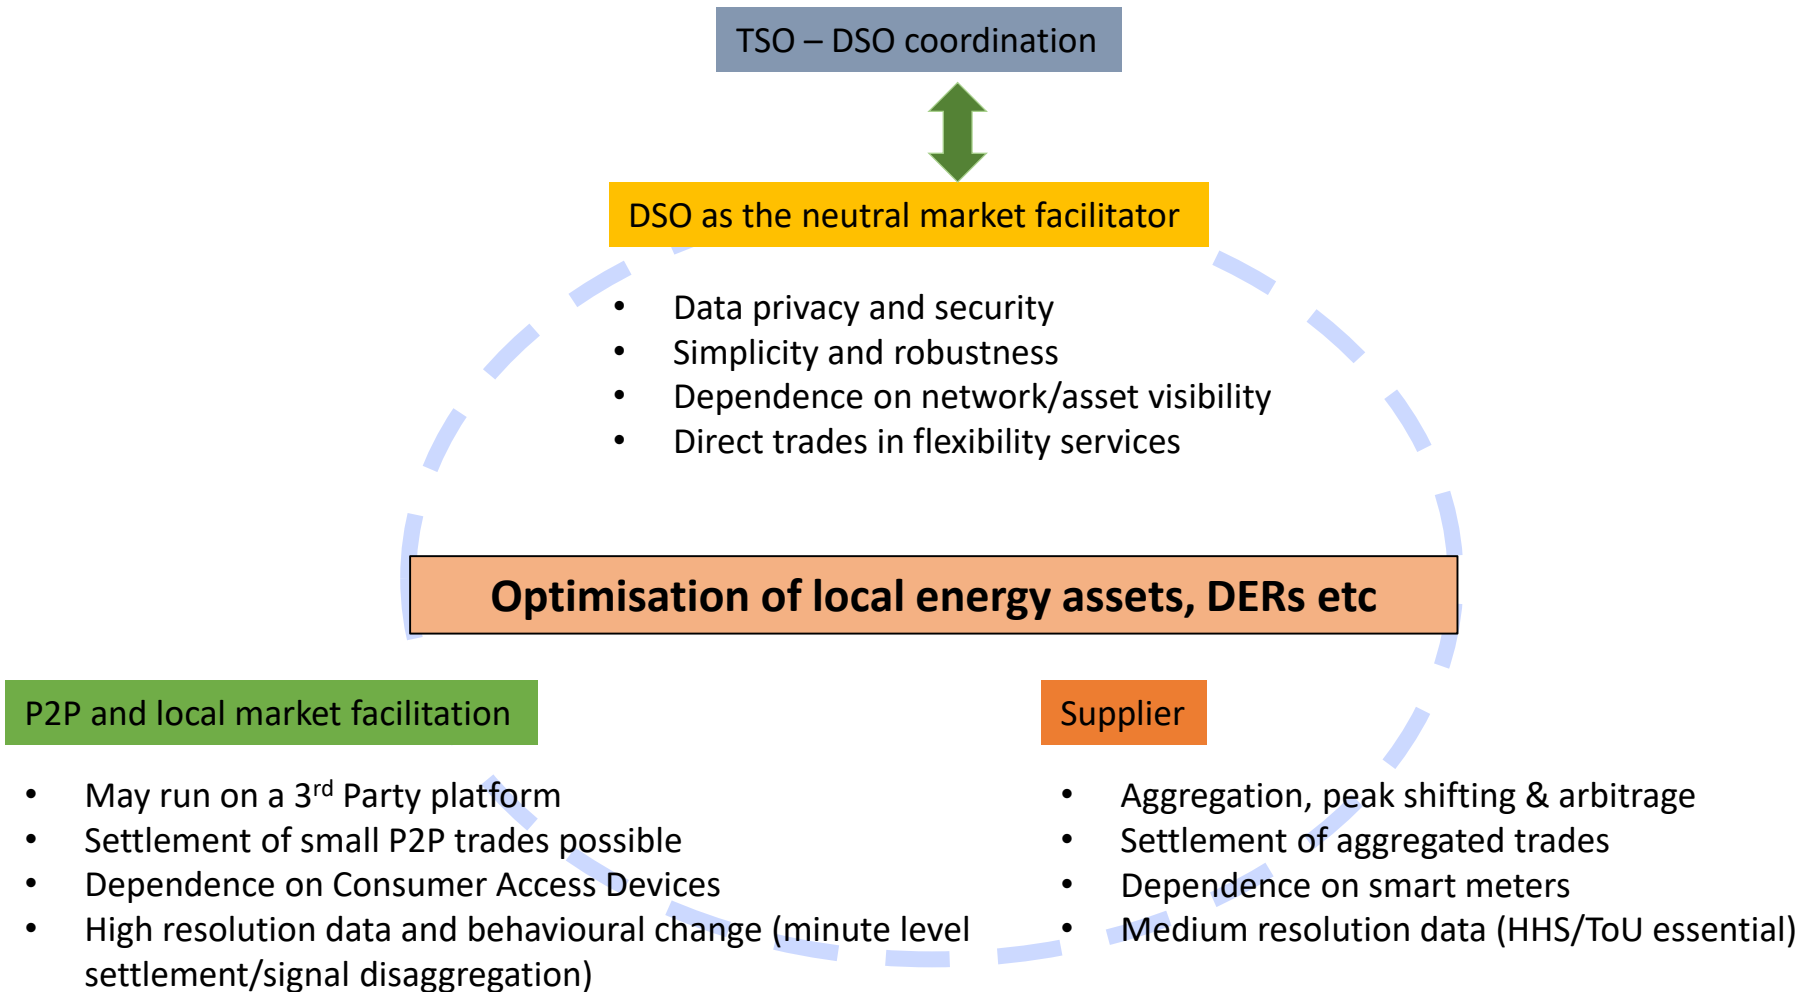 TSO – DSO coordination
DSO as the neutral market facilitator
• Data privacy and security
• Simplicity and robustness
• Dependence on network/asset visibility
• Direct trades in flexibility services
Optimisation of local energy assets, DERs etc
P2P and local market facilitation
• May run on a 3rd Party platform
• Settlement of small P2P trades possible
• Dependence on Consumer Access Devices
• High resolution data and behavioural change (minute level
settlement/signal disaggregation)
Supplier
• Aggregation, peak shifting & arbitrage
• Settlement of aggregated trades
• Dependence on smart meters
• Medium resolution data (HHS/ToU essential)